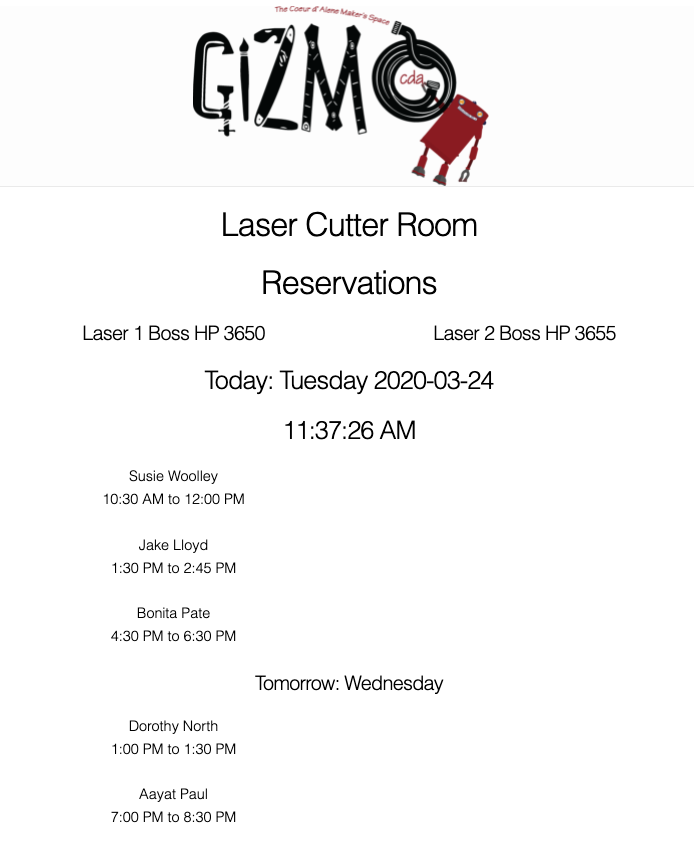 The Coeur d'Alene Maker's Space
GIZMO
cda
Laser Cutter Room
Reservations
Laser 1 Boss HP 3650 Laser 2 Boss HP 3655
Today: Tuesday 2020-03-24
11:37:26 AM
Susie Woolley
10:30 AM to 12:00 PM
Jake Lloyd
1:30 PM to 2:45 PM
Bonita Pate
4:30 PM to 6:30 PM
Tomorrow: Wednesday
Dorothy North
1:00 PM to 1:30 PM
Aayat Paul
7:00 PM to 8:30 PM